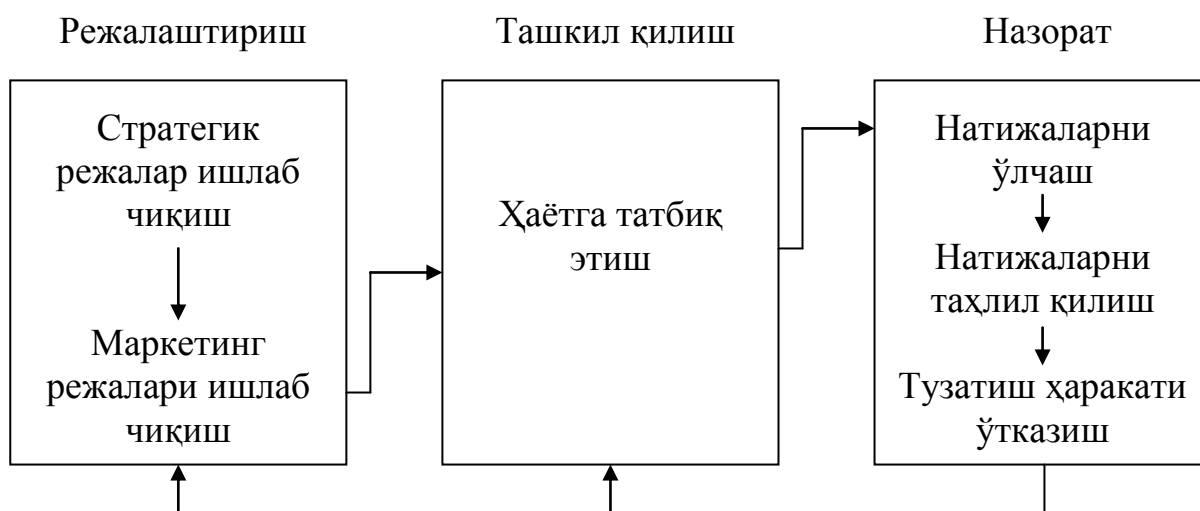 Режалаштириш
Ташкил қилиш
Назорат
Стратегик
режалар ишлаб
чиқиш
Маркетинг
режалари ишлаб
чиқиш
Ҳаётга татбиқ
этиш
Натижаларни
ўлчаш
Натижаларни
таҳлил қилиш
Тузатиш ҳаракати
ўтказиш